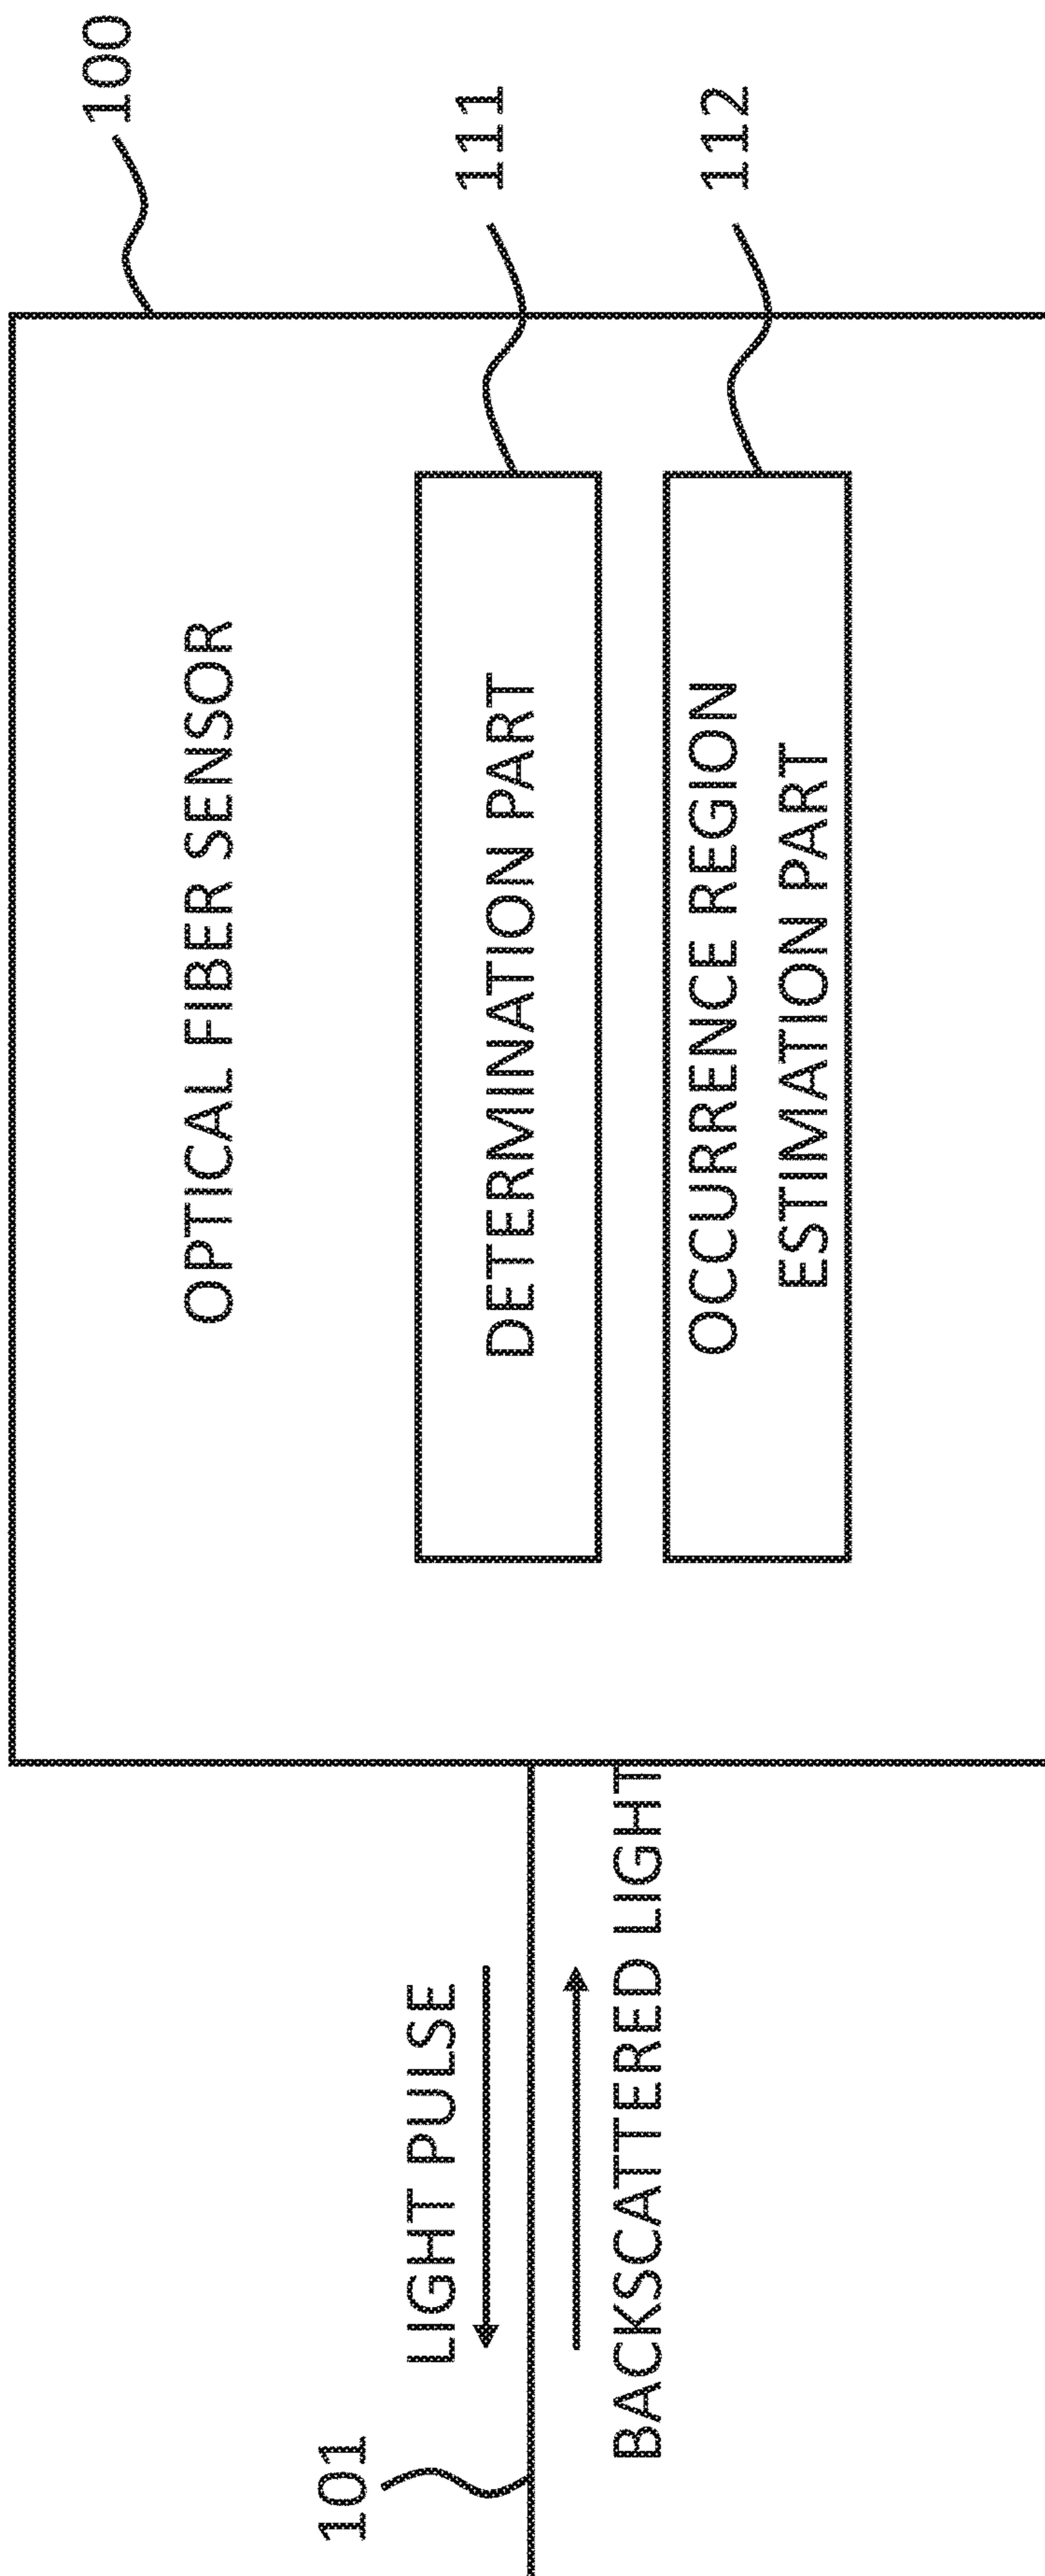 100
OPTICAL FIBER SENSOR
101
LIGHT PULSE
DETERMINATION PART
111
BACKSCATTERED LIGHT
OCCURRENCE REGION
ESTIMATION PART
112